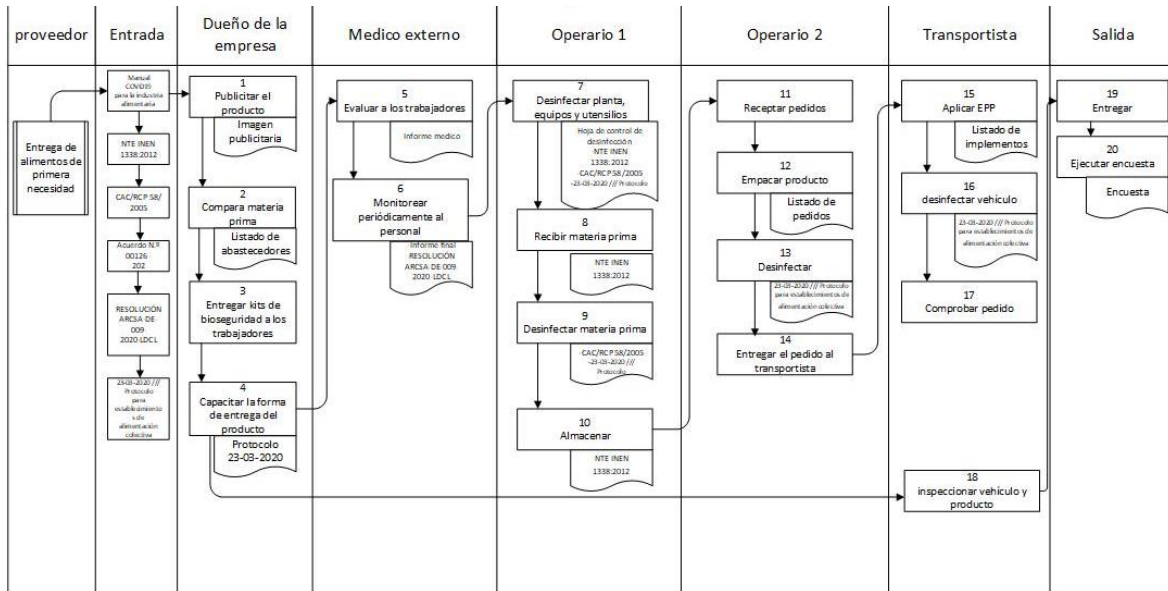 proveedor
Entrada
Dueño de la
empresa
Medico externo
Operario 1
Operario 2
Transportista
Salida
Entrega de
alimentos de
primera
necesidad
Manual
COVID19
para la industria
alimentaria
NTE INEN
1338:2012
CAC/RCP 58/
2005
Acuerdo N.º
00126
202
RESOLUCIÓN
ARCSA DE
009
2020-LDCL
23-03-2020 ///
Protocolo
para
establecimiento
s de
alimentación
colectiva
1
Publicitar el
producto
Imagen
publicitaria
2
Compara materia
prima
Listado de
abastecedores
3
Entregar kits de
bioseguridad a los
trabajadores
4
Capacitar la forma
de entrega del
producto
Protocolo
23-03-2020
5
Evaluar a los trabajadores
Informe medico
6
Monitorear
periódicamente al
personal
Informe final
RESOLUCIÓN
ARCSA DE 009
2020 LDCL
7
Desinfectar planta,
equipos y utensilios
Hoja de control de
desinfección
NTE INEN
1338:2012
CAC/RCP 58/2005
-23-03-2020 /// Protocolo
8
Recibir materia prima
NTE INEN
1338:2012
9
Desinfectar materia prima
CAC/RCP 58/2005
-23-03-2020 ///
Protocolo
10
Almacenar
NTE INEN
1338:2012
11
Receptar pedidos
12
Empacar producto
Listado de
pedidos
13
Desinfectar
23-03-2020 /// Protocolo
para establecimientos de
alimentación colectiva
14
Entregar el pedido al
transportista
15
Aplicar EPP
Listado de
implementos
16
desinfectar vehículo
23-03-2020 /// Protocolo
para establecimientos de
alimentación colectiva
17
Comprobar pedido
18
inspeccionar vehículo y
producto
19
Entregar
20
Ejecutar encuesta
Encuesta